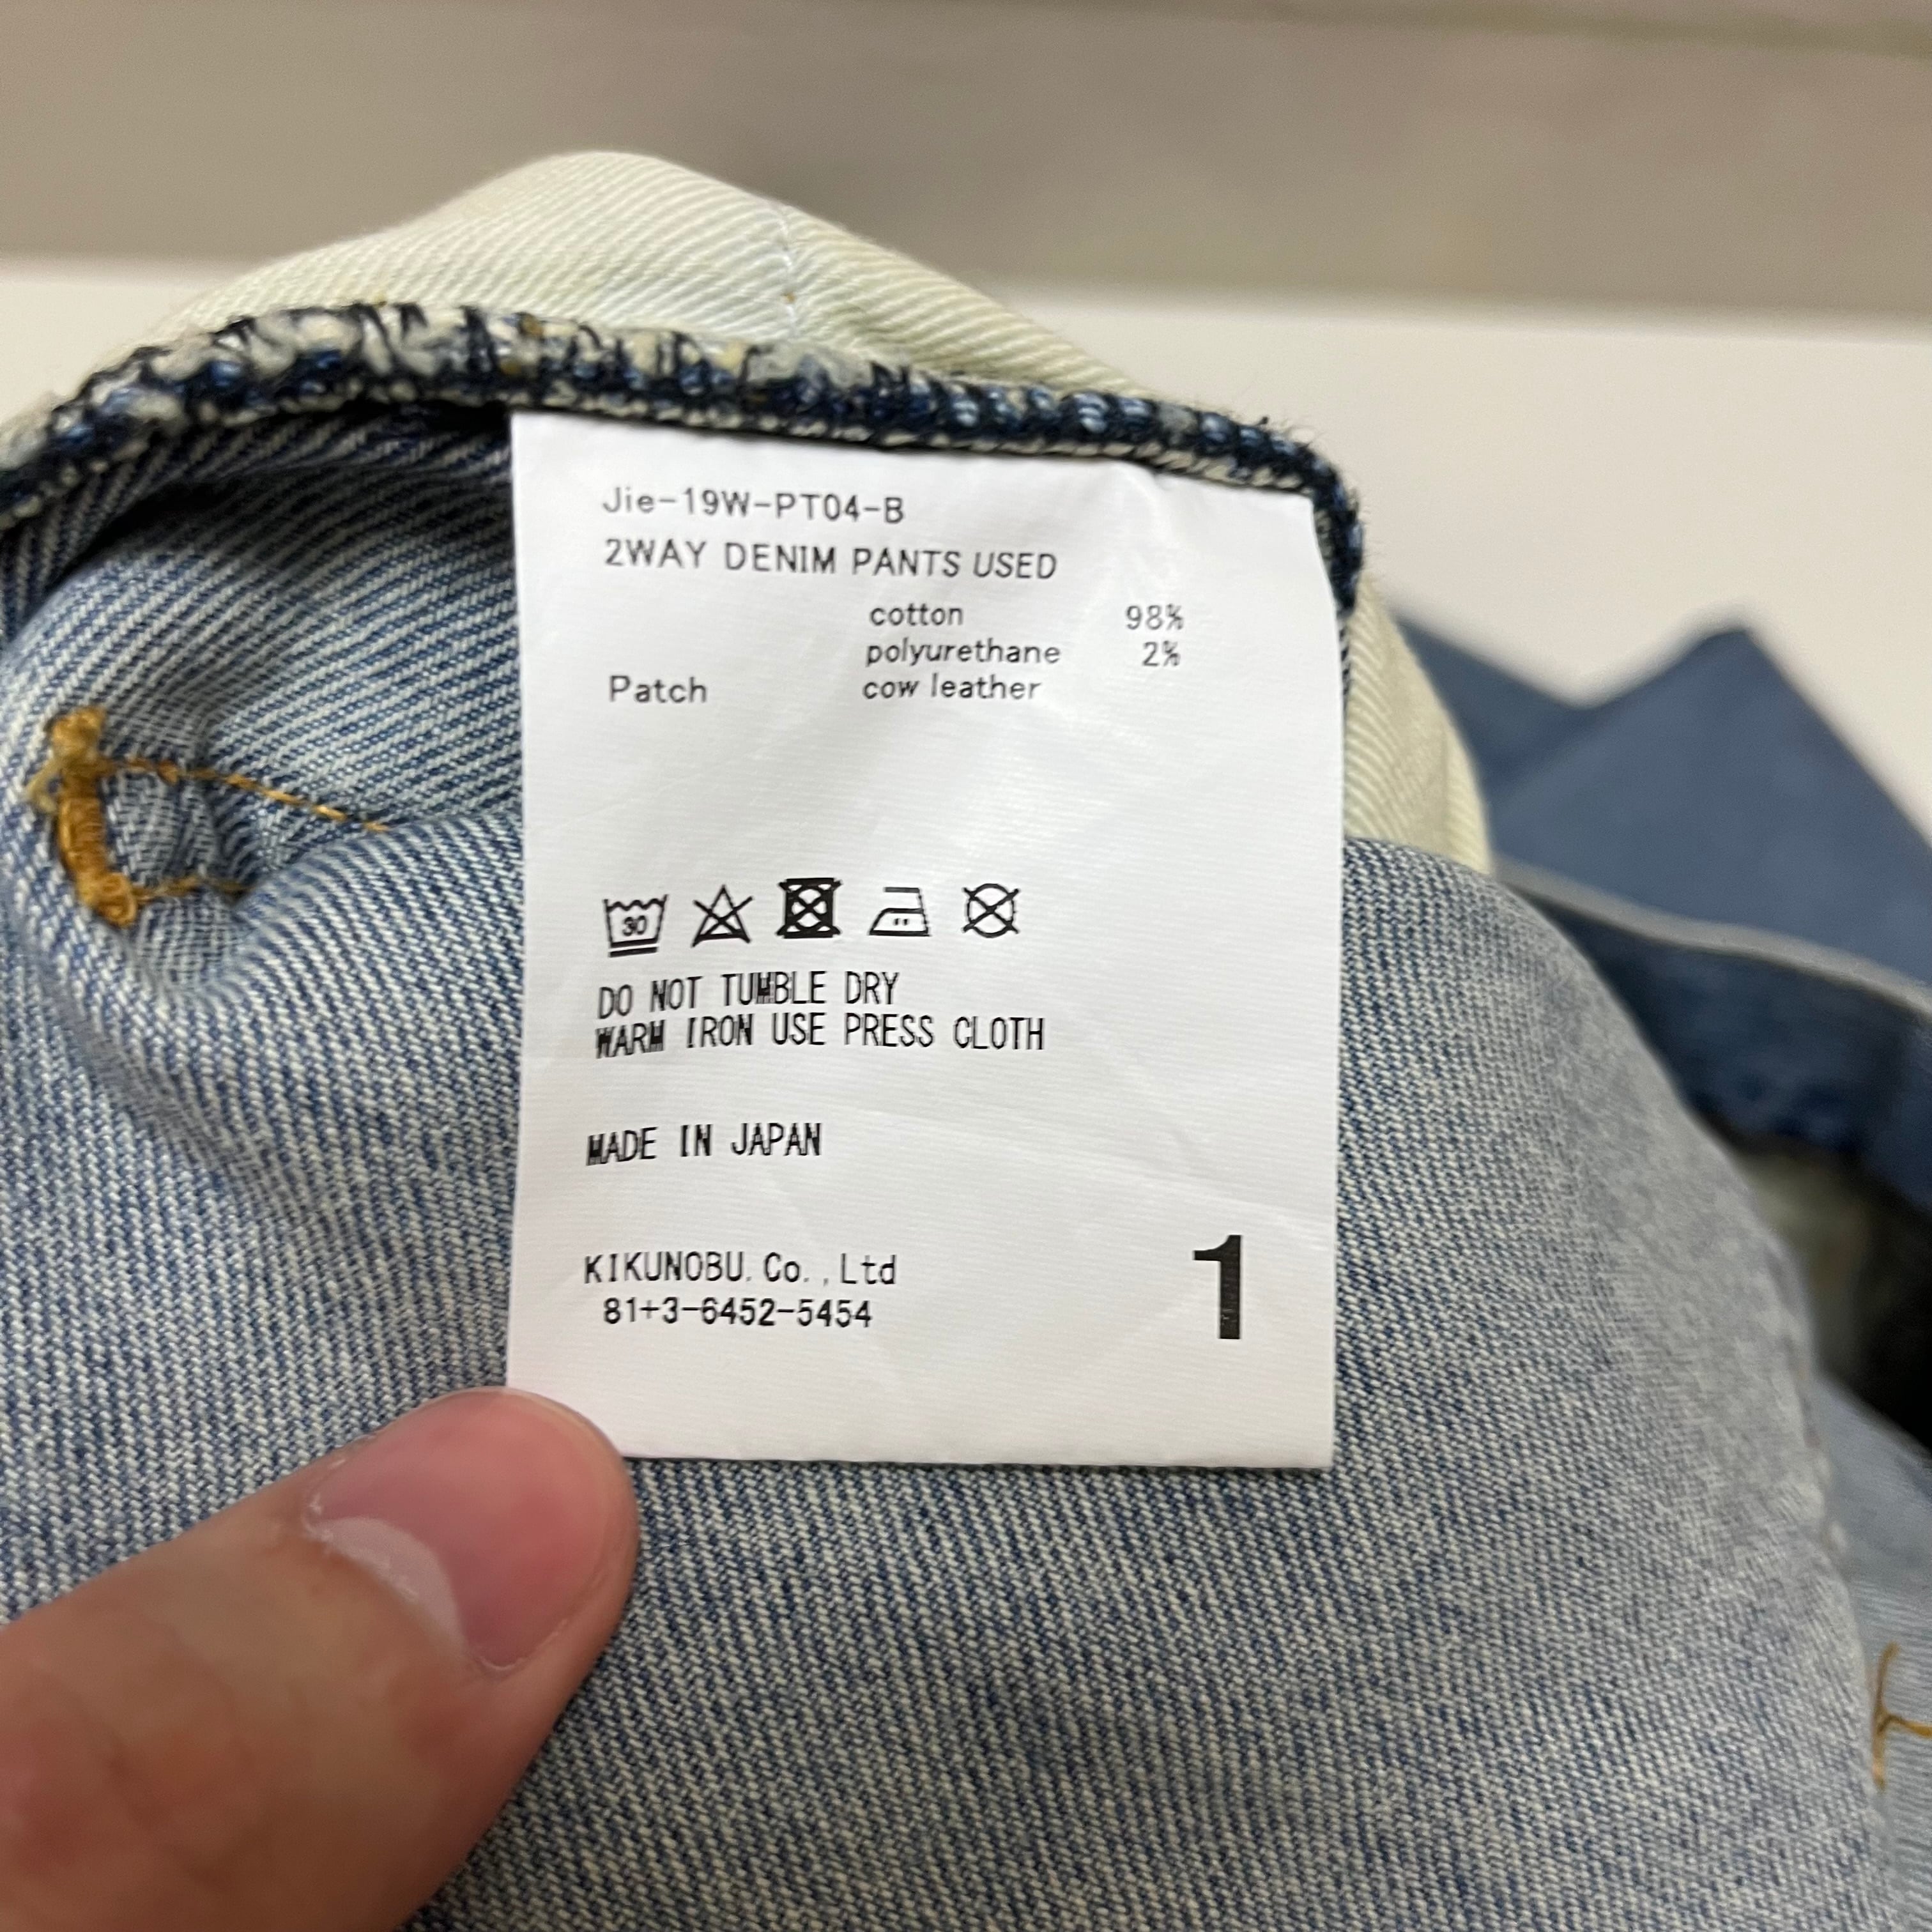 Jie-19W-PT04-B
2WAY DENIM PANTS USED
cotton 98%
polyurethane 2%
Patch cow leather
30
DO NOT TUMBLE DRY
WARM IRON USE PRESS CLOTH
MADE IN JAPAN
KIKUNOBU. Co. , Ltd
81+3-6452-5454
1